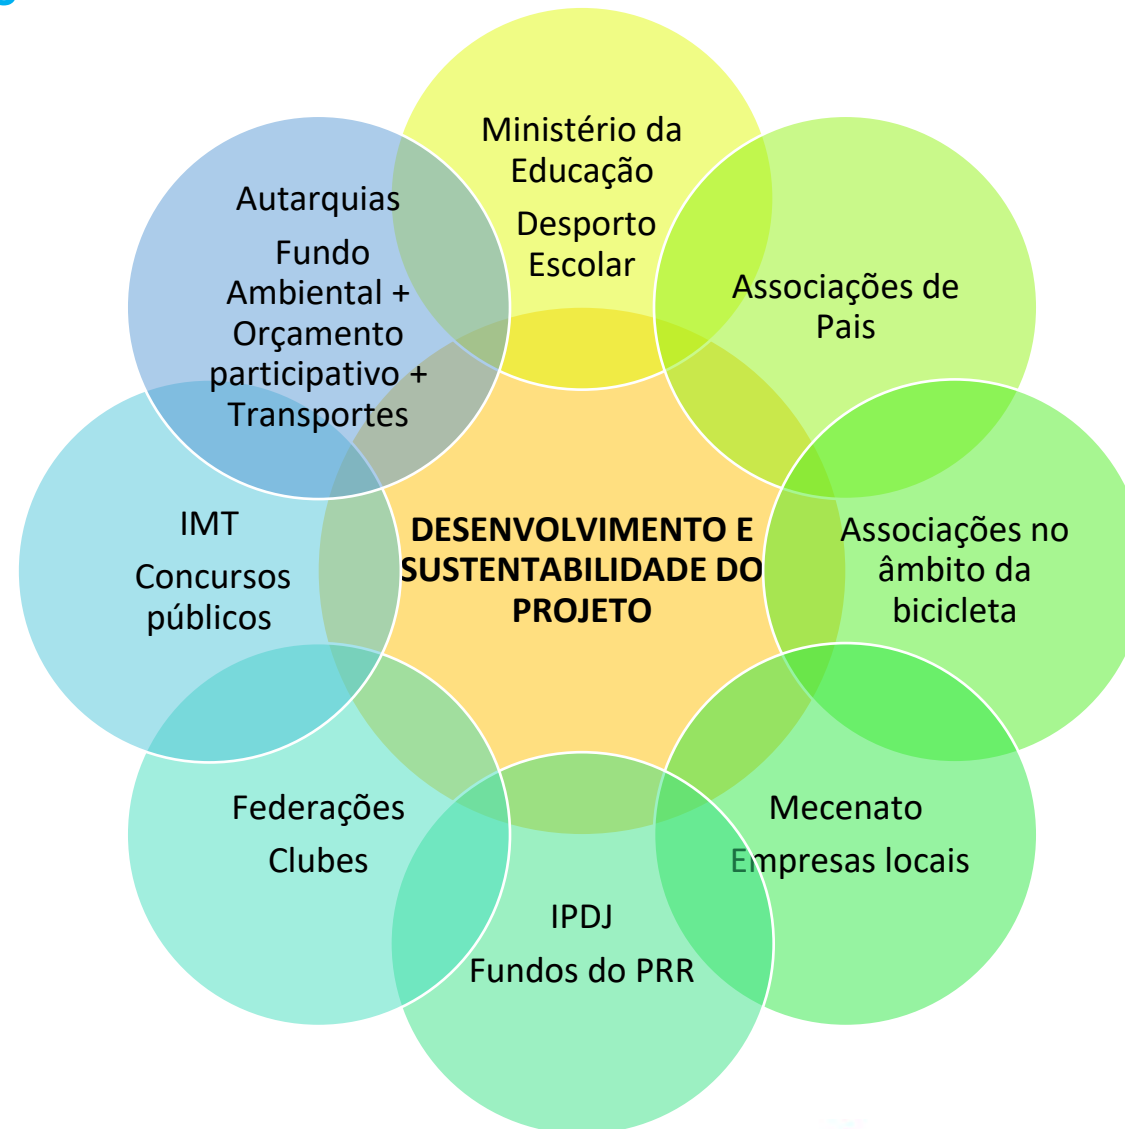 Ministério da
Educação
Desporto
Escolar
Associações de
Pais
Associações no
âmbito da
bicicleta
Mecenato
Empresas locais
IPDJ
Fundos do PRR
Federações
Clubes
IMT
Concursos
públicos
Autarquias
Fundo
Ambiental +
Orçamento
participativo +
Transportes
DESENVOLVIMENTO E
SUSTENTABILIDADE DO
PROJETO